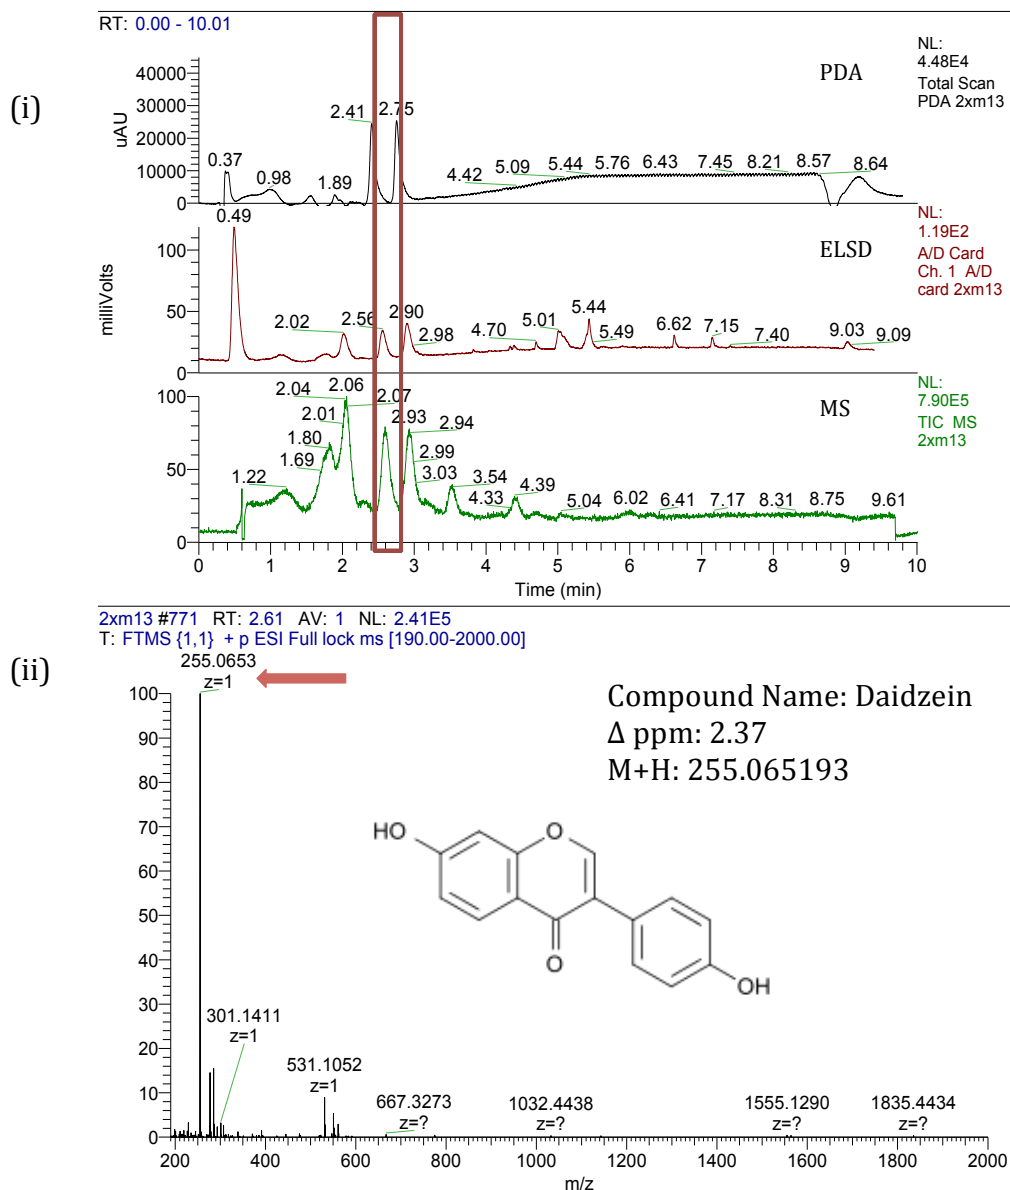 RT: 0.00 - 10.01
(i)
PDA
NL:
4.48E4
Total Scan
PDA 2xm13
uAU
40000
30000
20000
10000
0
0.37
0.98
1.89
2.41
2.75
4.42
5.09
5.44
5.76
6.43
7.45
8.21
8.57
8.64
ELSD
NL:
1.19E2
A/D Card
Ch. 1 A/D
card 2xm13
milliVolts
100
50
0
0.49
2.02
2.56
2.90
2.98
4.70
5.01
5.44
5.49
6.62
7.15
7.40
9.03
9.09
MS
NL:
7.90E5
TIC MS
2xm13
100
50
0
1.22
1.69
1.80
2.01
2.04
2.06
2.07
2.93
2.94
2.99
3.03
3.54
4.33
4.39
5.04
6.02
6.41
7.17
8.31
8.75
9.61
0 1 2 3 4 5 6 7 8 9 10
Time (min)
2xm13 #771 RT: 2.61 AV: 1 NL: 2.41E5
T: FTMS {1,1} + p ESI Full lock ms [190.00-2000.00]
(ii)
255.0653
z=1
Compound Name: Daidzein
Δ ppm: 2.37
M+H: 255.065193
HO
O
O
OH
100
90
80
70
60
50
40
30
20
10
0
301.1411
z=1
531.1052
z=1
667.3273
z=?
1032.4438
z=?
1555.1290
z=?
1835.4434
z=?
200 400 600 800 1000 1200 1400 1600 1800 2000
m/z